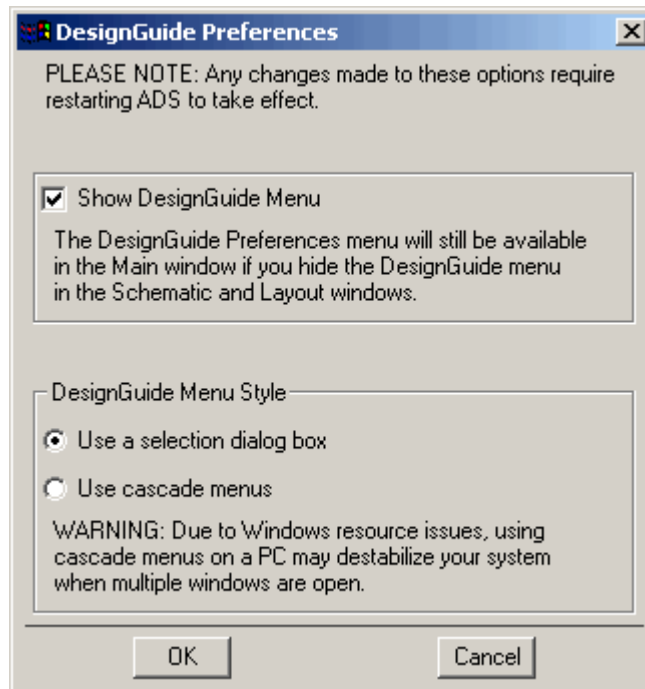 DesignGuide Preferences
PLEASE NOTE: Any changes made to these options require
restarting ADS to take effect.
Show DesignGuide Menu
The DesignGuide Preferences menu will still be available
in the Main window if you hide the DesignGuide menu
in the Schematic and Layout windows.
DesignGuide Menu Style
Use a selection dialog box
Use cascade menus
WARNING: Due to Windows resource issues, using
cascade menus on a PC may destabilize your system
when multiple windows are open.
OK
Cancel